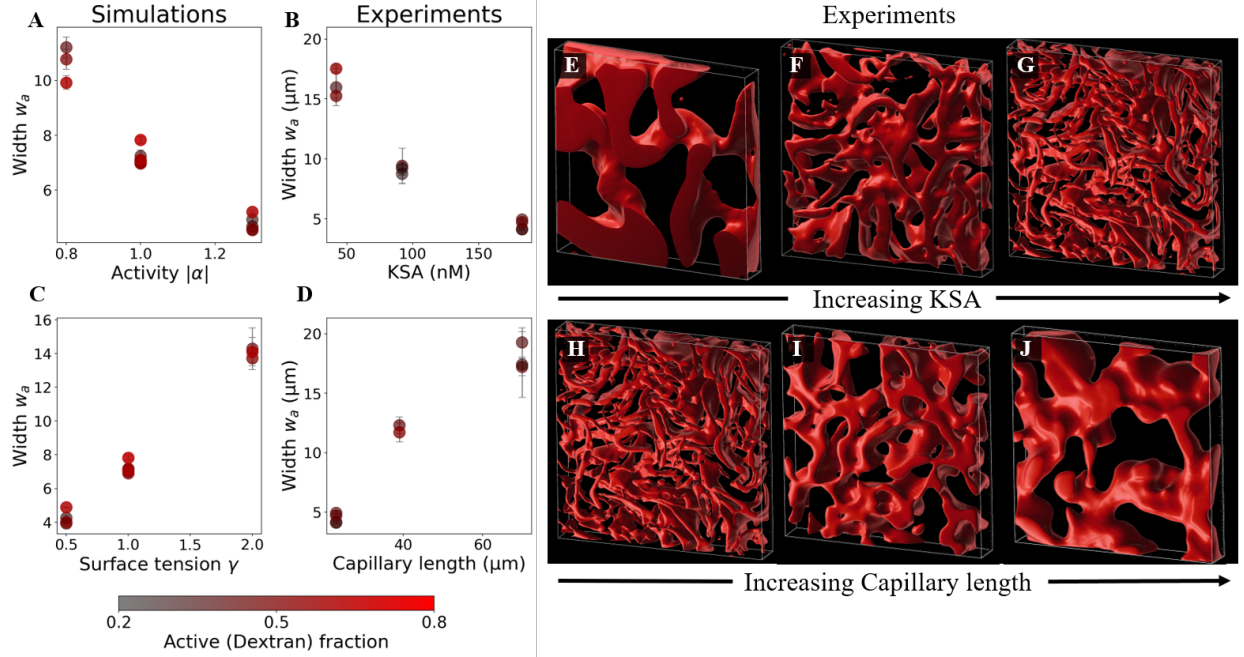 A
Simulations
Width wₐ
10
8
6
0.8
1.0
1.2
Activity |α|
B
Experiments
Width wₐ (μm)
20
15
10
5
50
100
150
KSA (nM)
C
Width wₐ
16
14
12
10
8
6
4
0.5
1.0
1.5
2.0
Surface tension γ
D
Width wₐ (μm)
20
15
10
5
40
60
Capillary length (μm)
0.2
0.5
0.8
Active (Dextran) fraction
Experiments
E
F
G
Increasing KSA
H
I
J
Increasing Capillary length